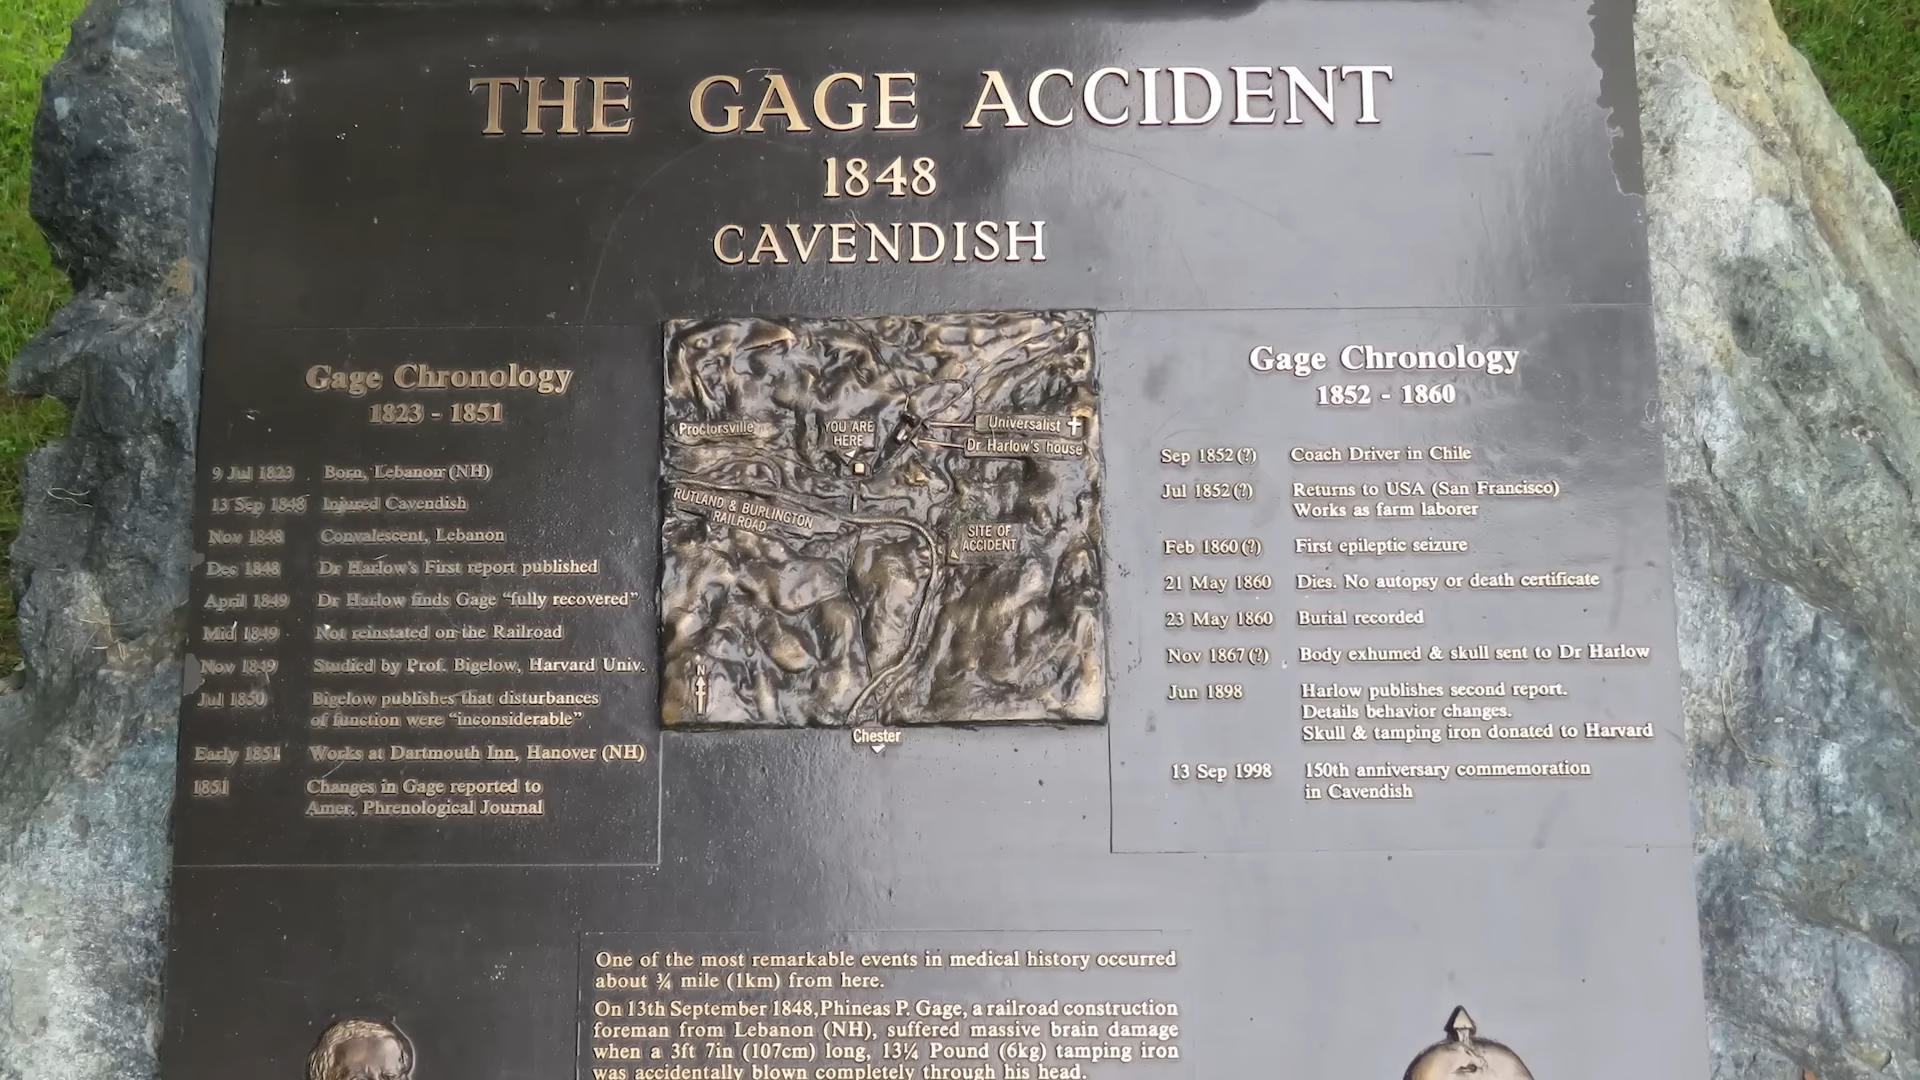 THE GAGE ACCIDENT
1848
CAVENDISH
Gage Chronology
1823 - 1851
9 Jul 1823 Born, Lebanon (NH)
13 Sep 1848 Injured Cavendish
Nov 1848 Convalescent, Lebanon
Dec 1848 Dr Harlow's First report published
April 1849 Dr Harlow finds Gage "fully recovered"
Mid 1849 Not reinstated on the Railroad
Nov 1849 Studied by Prof. Bigelow, Harvard Univ.
Jul 1850 Bigelow publishes that disturbances
of function were "inconsiderable"
Early 1851 Works at Dartmouth Inn, Hanover (NH)
1851 Changes in Gage reported to
Amer. Phrenological Journal
Proctorsville
YOU ARE
HERE
Universalist
Dr Harlow's house
RUTLAND & BURLINGTON
RAILROAD
SITE OF
ACCIDENT
N
Chester
Gage Chronology
1852 - 1860
Sep 1852 (?) Coach Driver in Chile
Jul 1852 (?) Returns to USA (San Francisco)
Works as farm laborer
Feb 1860 (?) First epileptic seizure
21 May 1860 Dies. No autopsy or death certificate
23 May 1860 Burial recorded
Nov 1867 (?) Body exhumed & skull sent to Dr Harlow
Jun 1898 Harlow publishes second report.
Details behavior changes.
Skull & tamping iron donated to Harvard
13 Sep 1998 150th anniversary commemoration
in Cavendish
One of the most remarkable events in medical history occurred
about ¾ mile (1km) from here.
On 13th September 1848, Phineas P. Gage, a railroad construction
foreman from Lebanon (NH), suffered massive brain damage
when a 3ft 7in (107cm) long, 13¼ Pound (6kg) tamping iron
was accidentally blown completely through his head.